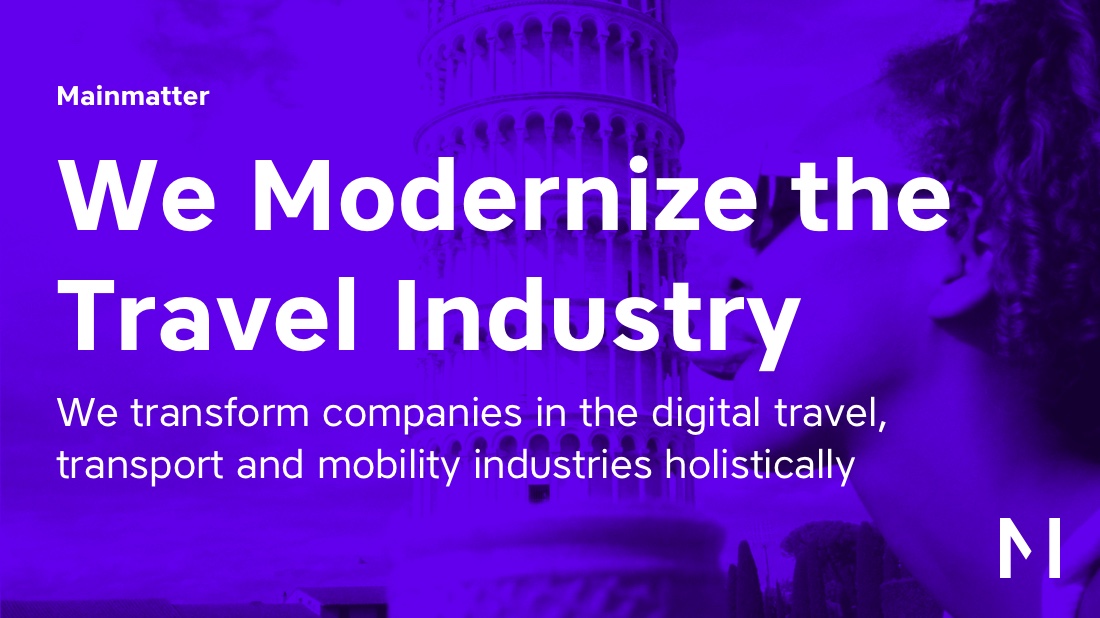 Mainmatter
We Modernize the
Travel Industry
We transform companies in the digital travel,
transport and mobility industries holistically